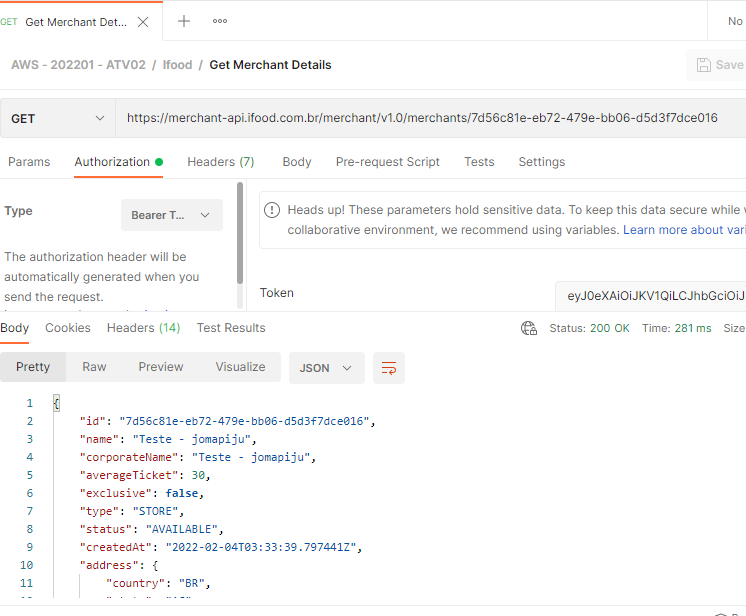 GET Get Merchant Det...
No
AWS - 202201 - ATV02 / Ifood / Get Merchant Details
Save
GET
https://merchant-api.ifood.com.br/merchant/v1.0/merchants/7d56c81e-eb72-479e-bb06-d5d3f7dce016
Params Authorization Headers (7) Body Pre-request Script Tests Settings
Type
Bearer T...
The authorization header will be
automatically generated when you
send the request.
Heads up! These parameters hold sensitive data. To keep this data secure while
collaborative environment, we recommend using variables. Learn more about vari
Token
eyJ0eXAiOiJKV1QiLCJhbGciOiJ
Body Cookies Headers (14) Test Results
Status: 200 OK Time: 281 ms Size
Pretty Raw Preview Visualize JSON
1 {
2 "id": "7d56c81e-eb72-479e-bb06-d5d3f7dce016",
3 "name": "Teste - jomapiju",
4 "corporateName": "Teste - jomapiju",
5 "averageTicket": 30,
6 "exclusive": false,
7 "type": "STORE",
8 "status": "AVAILABLE",
9 "createdAt": "2022-02-04T03:33:39.797441Z",
10 "address": {
11 "country": "BR",